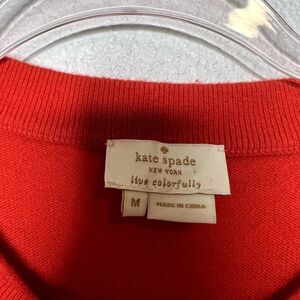 kate spade
NEW YORK
live colorfully
M
MADE IN CHINA